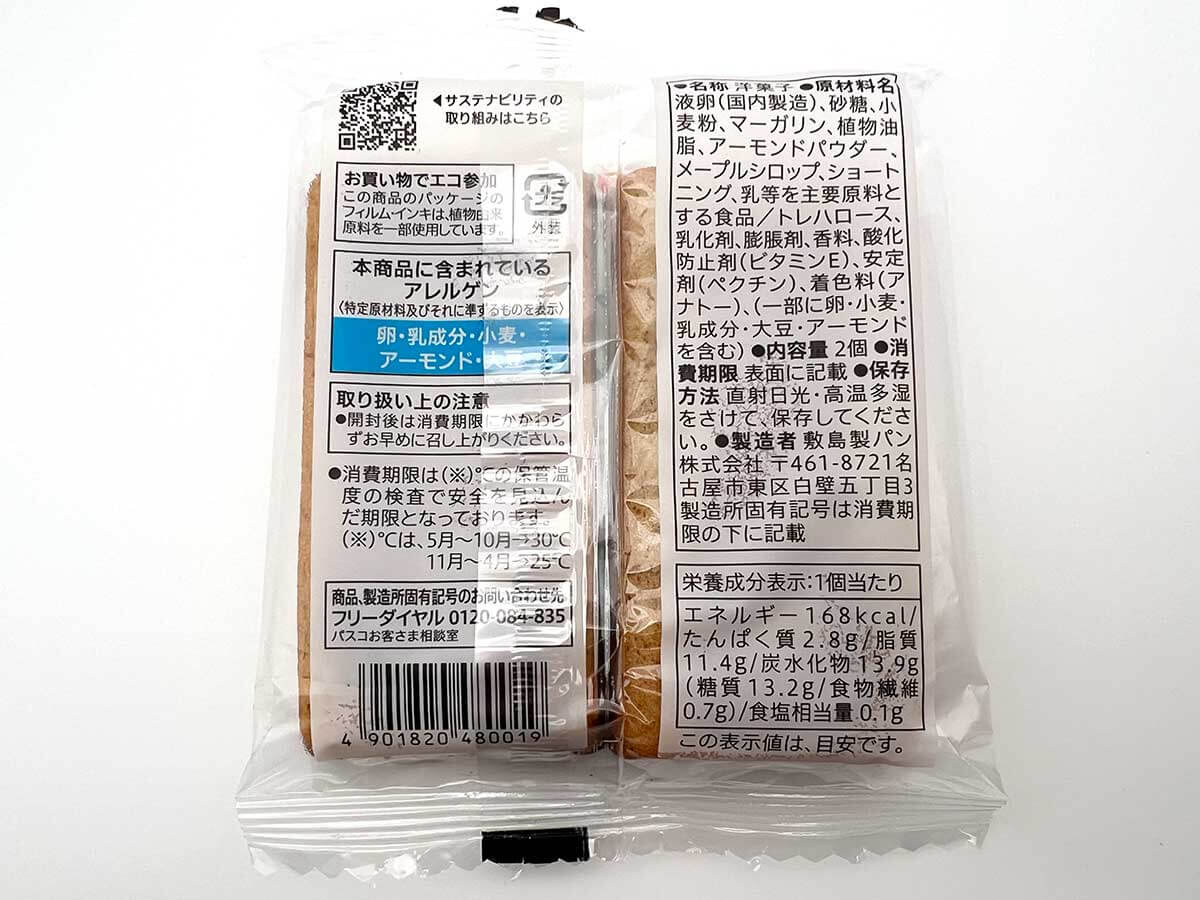 ◀サステナビリティの
取り組みはこちら
お買い物でエコ参加
この商品のパッケージの
フィルム・インキは、植物由来
原料を一部使用しています。
外装
本商品に含まれている
アレルゲン
〈特定原材料及びそれに準ずるものを表示〉
卵・乳成分・小麦・
アーモンド・大豆
取り扱い上の注意
●開封後は消費期限にかかわら
ずお早めに召し上がりください。
●消費期限は(※)℃の保管温
度の検査で安全を見込ん
だ期限となっております。
(※)℃は、5月～10月→30℃
11月～4月→25℃
商品、製造所固有記号のお問い合わせ先
フリーダイヤル 0120-084-835
パスコお客さま相談室
4 901820 480019
●名称 洋菓子 ●原材料名
液卵(国内製造)、砂糖、小
麦粉、マーガリン、植物油
脂、アーモンドパウダー、
メープルシロップ、ショート
ニング、乳等を主要原料と
する食品／トレハロース、
乳化剤、膨脹剤、香料、酸化
防止剤(ビタミンE)、安定
剤(ペクチン)、着色料(ア
ナトー)、(一部に卵・小麦・
乳成分・大豆・アーモンド
を含む) ●内容量 2個 ●消
費期限 表面に記載 ●保存
方法 直射日光・高温多湿
をさけて、保存してくださ
い。 ●製造者 敷島製パン
株式会社 〒461-8721名
古屋市東区白壁五丁目3
製造所固有記号は消費期
限の下に記載
栄養成分表示:1個当たり
エネルギー168kcal/
たんぱく質2.8g/脂質
11.4g/炭水化物13.9g
(糖質13.2g/食物繊維
0.7g)/食塩相当量0.1g
この表示値は、目安です。